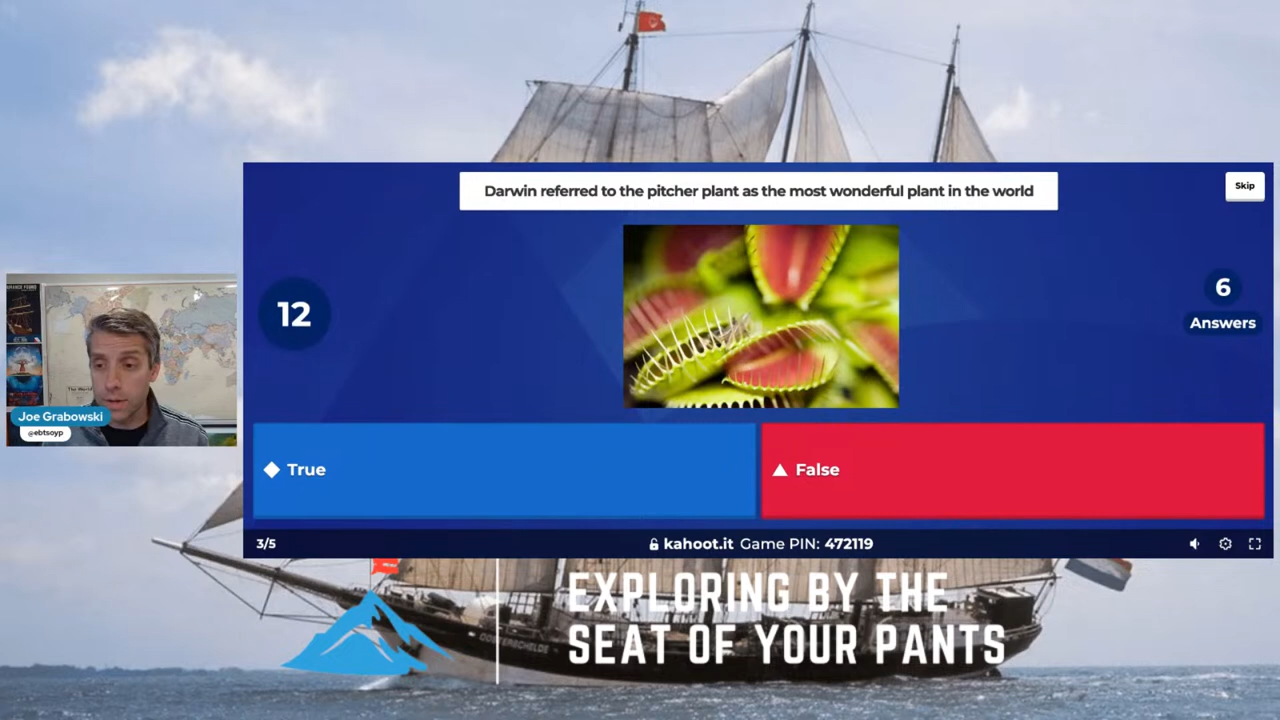 Darwin referred to the pitcher plant as the most wonderful plant in the world
Skip
12
6
Answers
Joe Grabowski
@ebtsoyp
True
False
3/5
kahoot.it Game PIN: 472119
EXPLORING BY THE
SEAT OF YOUR PANTS
OOSTERSCHELDE